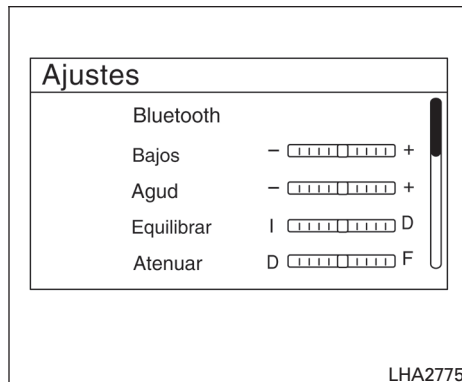 Ajustes
Bluetooth
Bajos - +
Agud - +
Equilibrar I D
Atenuar D F
LHA2775